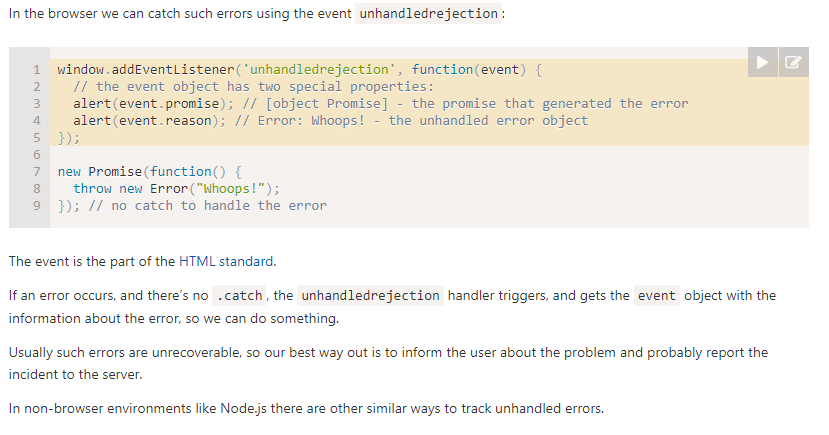 In the browser we can catch such errors using the event unhandledrejection:
1 window.addEventListener('unhandledrejection', function(event) {
2   // the event object has two special properties:
3   alert(event.promise); // [object Promise] - the promise that generated the error
4   alert(event.reason); // Error: Whoops! - the unhandled error object
5 });
6
7 new Promise(function() {
8   throw new Error("Whoops!");
9 }); // no catch to handle the error
The event is the part of the HTML standard.
If an error occurs, and there's no .catch, the unhandledrejection handler triggers, and gets the event object with the
information about the error, so we can do something.
Usually such errors are unrecoverable, so our best way out is to inform the user about the problem and probably report the
incident to the server.
In non-browser environments like Node.js there are other similar ways to track unhandled errors.